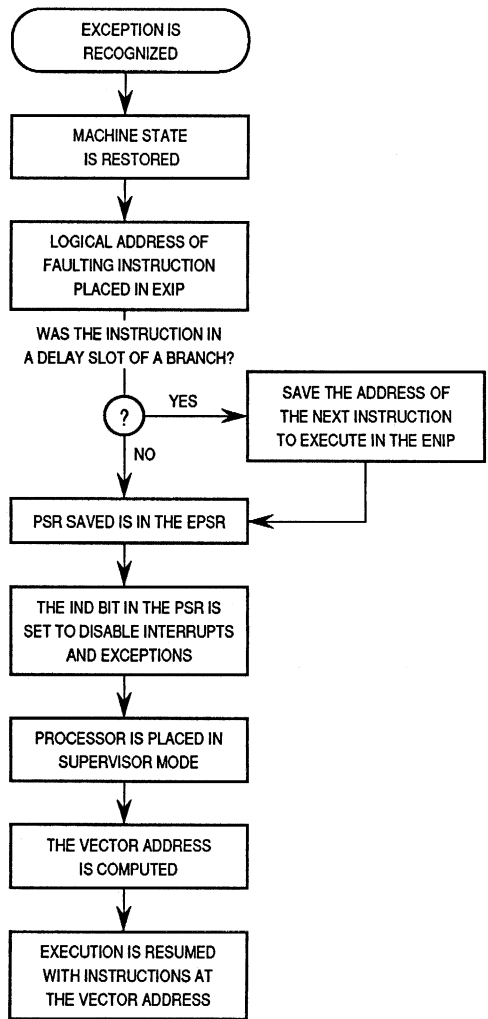 EXCEPTION IS
RECOGNIZED
MACHINE STATE
IS RESTORED
LOGICAL ADDRESS OF
FAULTING INSTRUCTION
PLACED IN EXIP
WAS THE INSTRUCTION IN
A DELAY SLOT OF A BRANCH?
?
YES
SAVE THE ADDRESS OF
THE NEXT INSTRUCTION
TO EXECUTE IN THE ENIP
NO
PSR SAVED IS IN THE EPSR
THE IND BIT IN THE PSR IS
SET TO DISABLE INTERRUPTS
AND EXCEPTIONS
PROCESSOR IS PLACED IN
SUPERVISOR MODE
THE VECTOR ADDRESS
IS COMPUTED
EXECUTION IS RESUMED
WITH INSTRUCTIONS AT
THE VECTOR ADDRESS